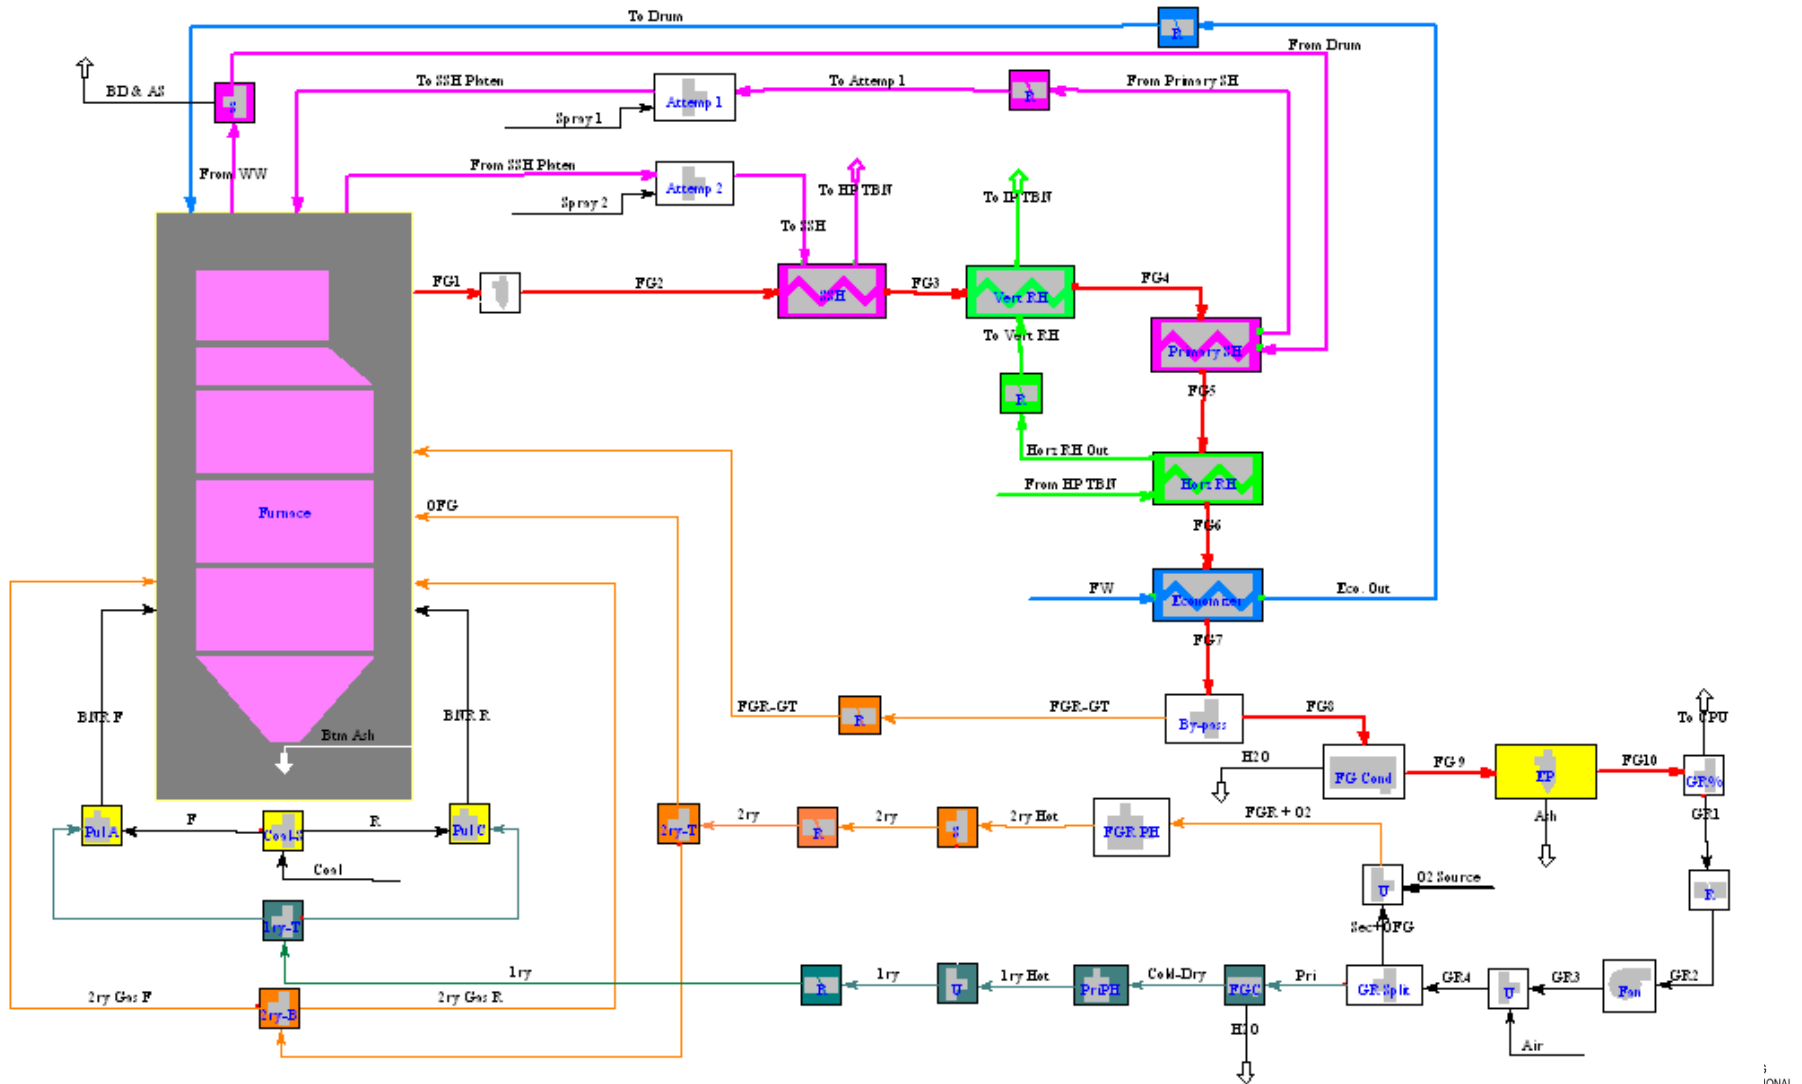 To Drum
R
From Drum
BD & AS
S
To SSH Platen
Attemp 1
To Attemp 1
R
From Primary SH
Spray 1
From WW
From SSH Platen
Attemp 2
To HP TBN
To IP TBN
Spray 2
To SSH
FG1
FG2
SSH
FG3
Vert RH
FG4
To Vert RH
Primary SH
FG5
R
Horz RH Out
From HP TBN
Horz RH
OFG
Furnace
FG6
FW
Economizer
Eco. Out
FG7
BNR F
BNR R
FGR-GT
R
FGR-GT
By-pass
FG8
To CPU
Btm Ash
H2O
FG Cond
FG9
EP
FG10
GR%
Pul A
F
Coal-S
R
Pul C
2ry-T
2ry
R
2ry
S
2ry Hot
FGR PH
FGR + O2
Ash
GR1
Coal
U
O2 Source
R
1ry-T
Sec+OFG
1ry
R
1ry
U
1ry Hot
PriPH
Cold-Dry
FGC
Pri
GR Split
GR4
U
GR3
Fan
GR2
2ry Gas F
2ry-B
2ry Gas R
H2O
Air
IONAL